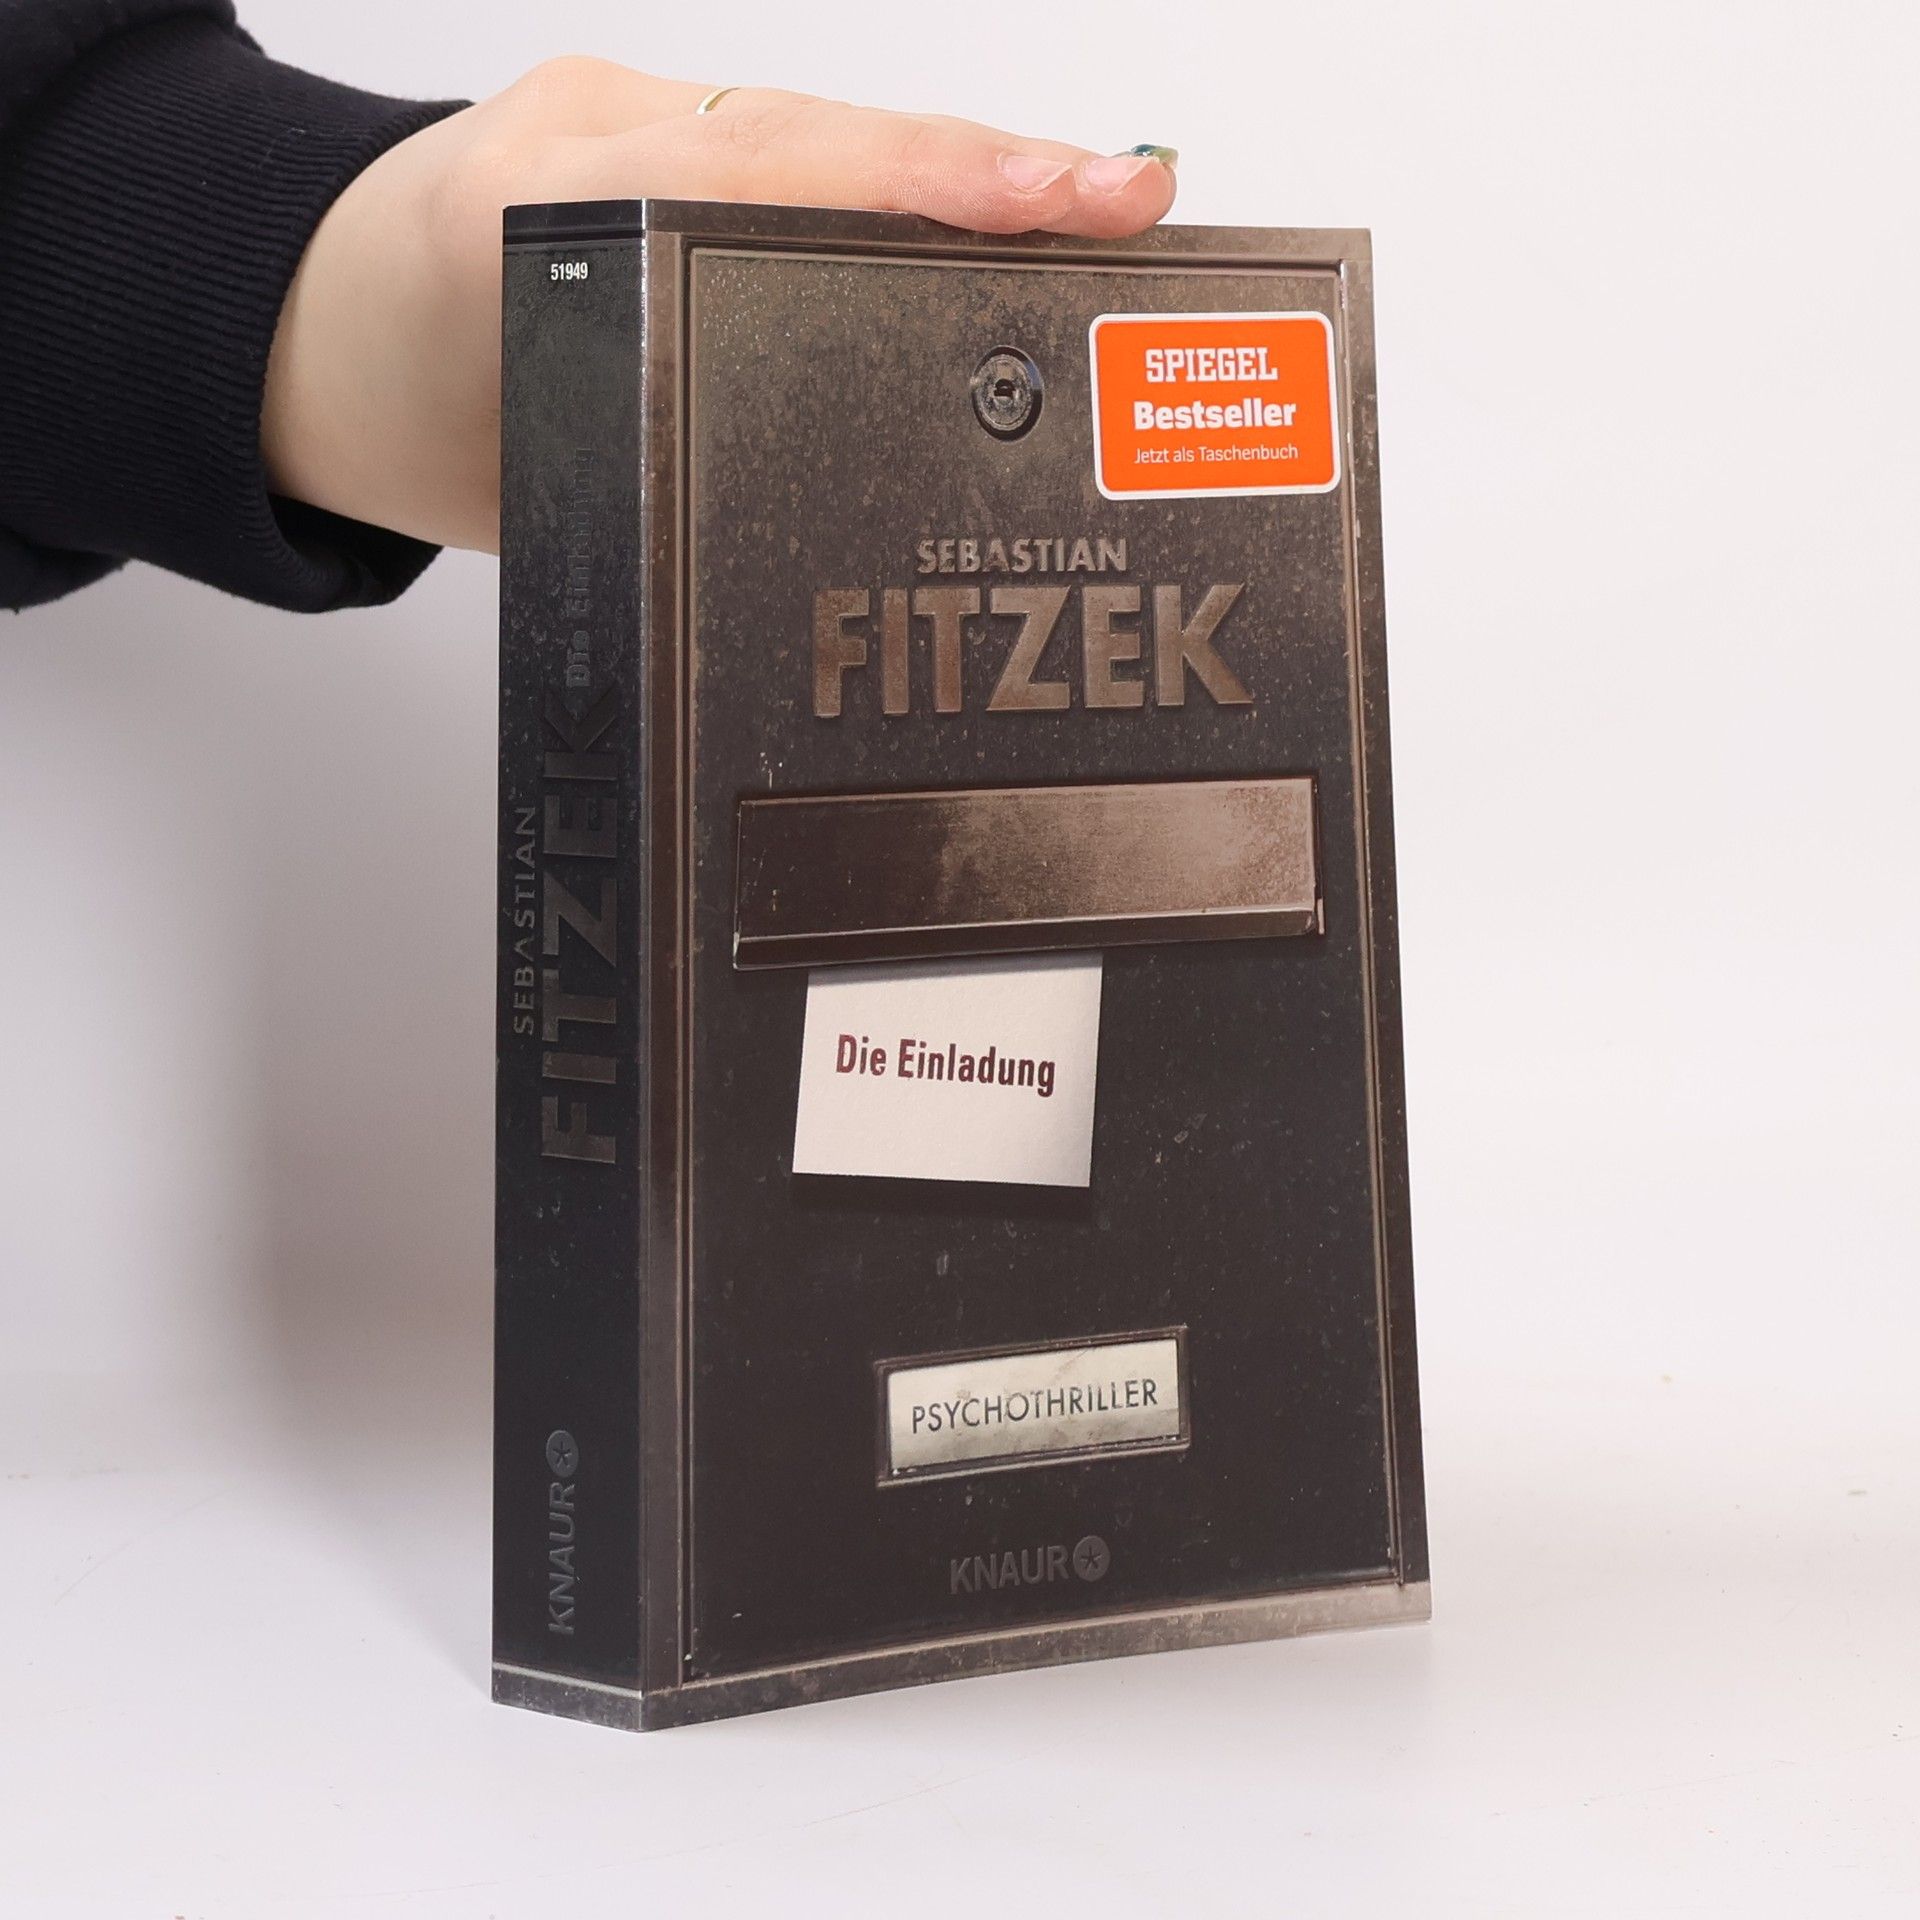 51949
Die Einladung
SEBASTIAN
FITZEK
KNAUR
SPIEGEL
Bestseller
Jetzt als Taschenbuch
SEBASTIAN
FITZEK
Die Einladung
PSYCHOTHRILLER
KNAUR